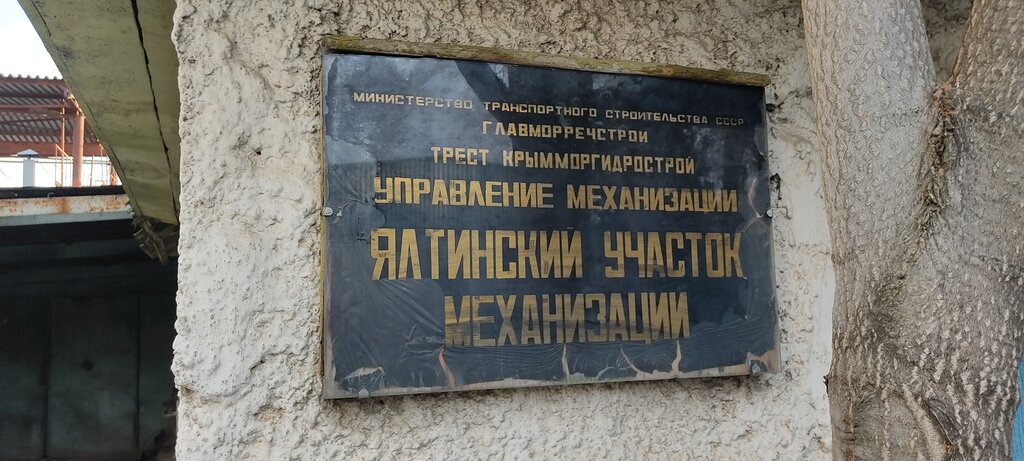 МИНИСТЕРСТВО ТРАНСПОРТНОГО СТРОИТЕЛЬСТВА СССР
ГЛАВМОРРЕЧСТРОЙ
ТРЕСТ КРЫММОРГИДРОСТРОЙ
УПРАВЛЕНИЕ МЕХАНИЗАЦИИ
ЯЛТИНСКИЙ УЧАСТОК
МЕХАНИЗАЦИИ